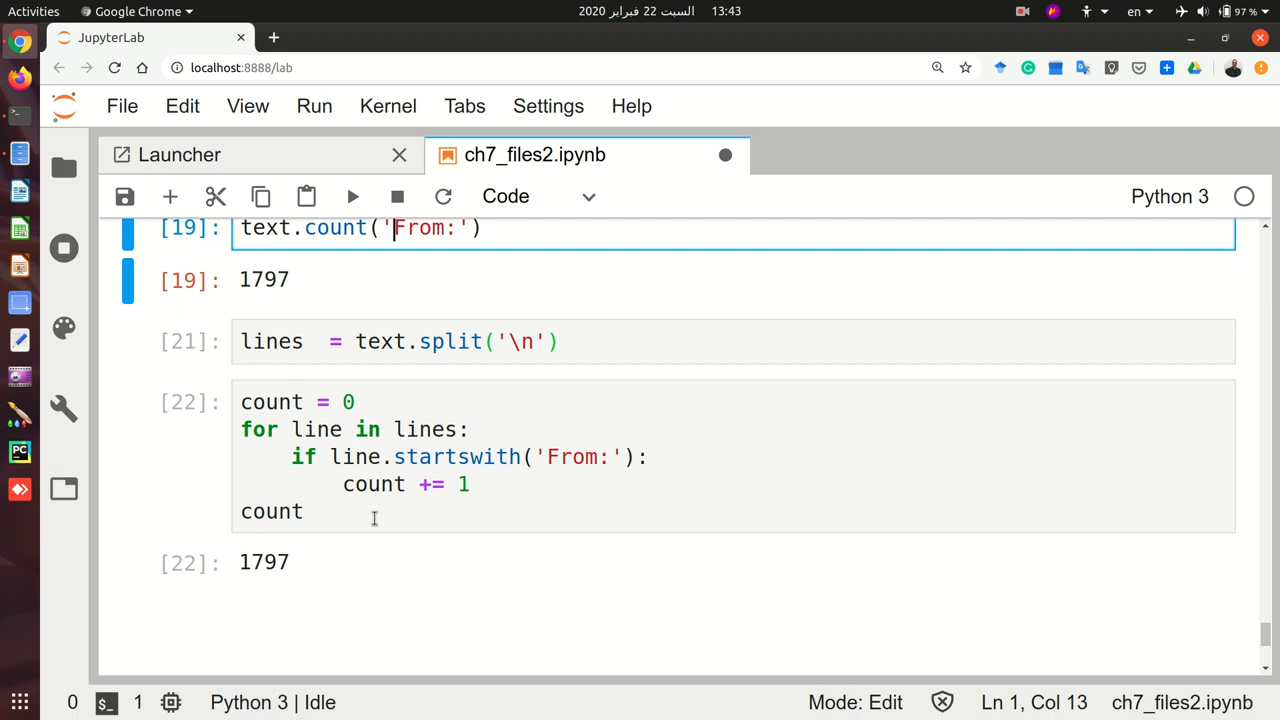 Activities
Google Chrome
السبت 22 فبراير 2020
13:43
en
97 %
JupyterLab
localhost:8888/lab
File Edit View Run Kernel Tabs Settings Help
Launcher
ch7_files2.ipynb
Code
Python 3
[19]: text.count('From:')
[19]: 1797
[21]: lines  = text.split('\n')
[22]: count = 0
for line in lines:
    if line.startswith('From:'):
        count += 1
count
[22]: 1797
PC
0
$_
1
Python 3 | Idle
Mode: Edit
Ln 1, Col 13
ch7_files2.ipynb